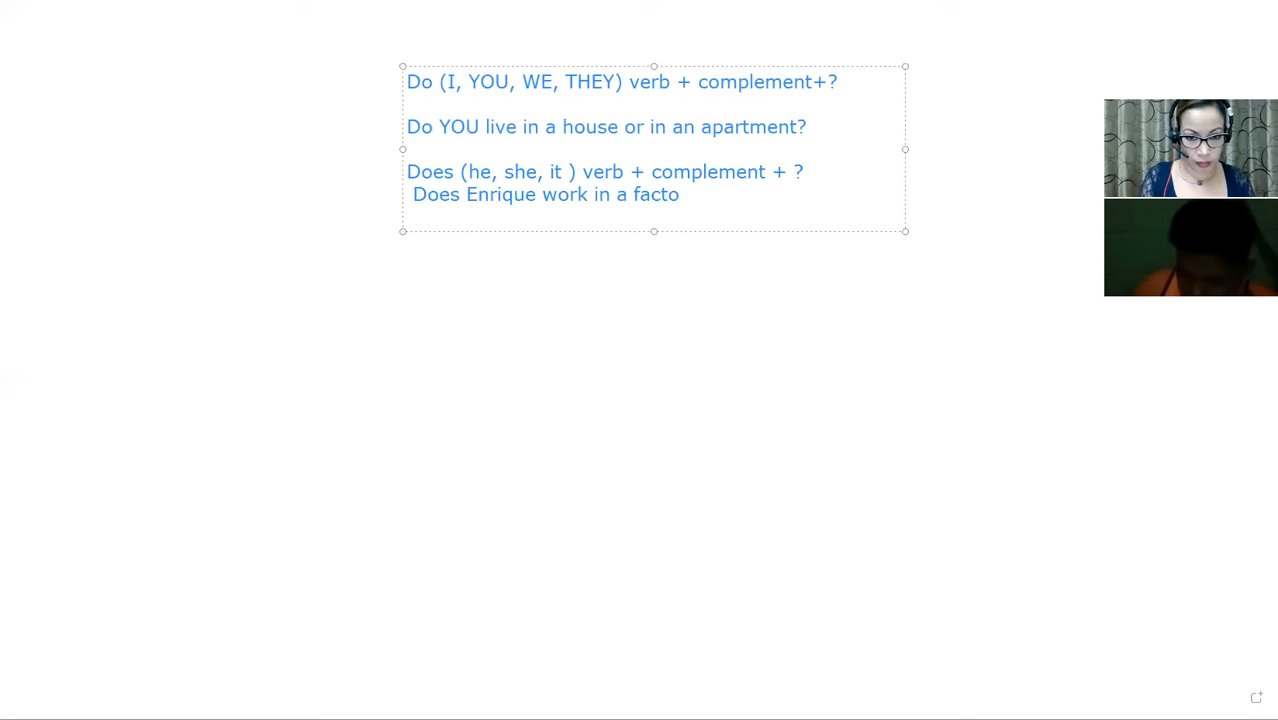 Do (I, YOU, WE, THEY) verb + complement+?
Do YOU live in a house or in an apartment?
Does (he, she, it ) verb + complement + ?
Does Enrique work in a facto